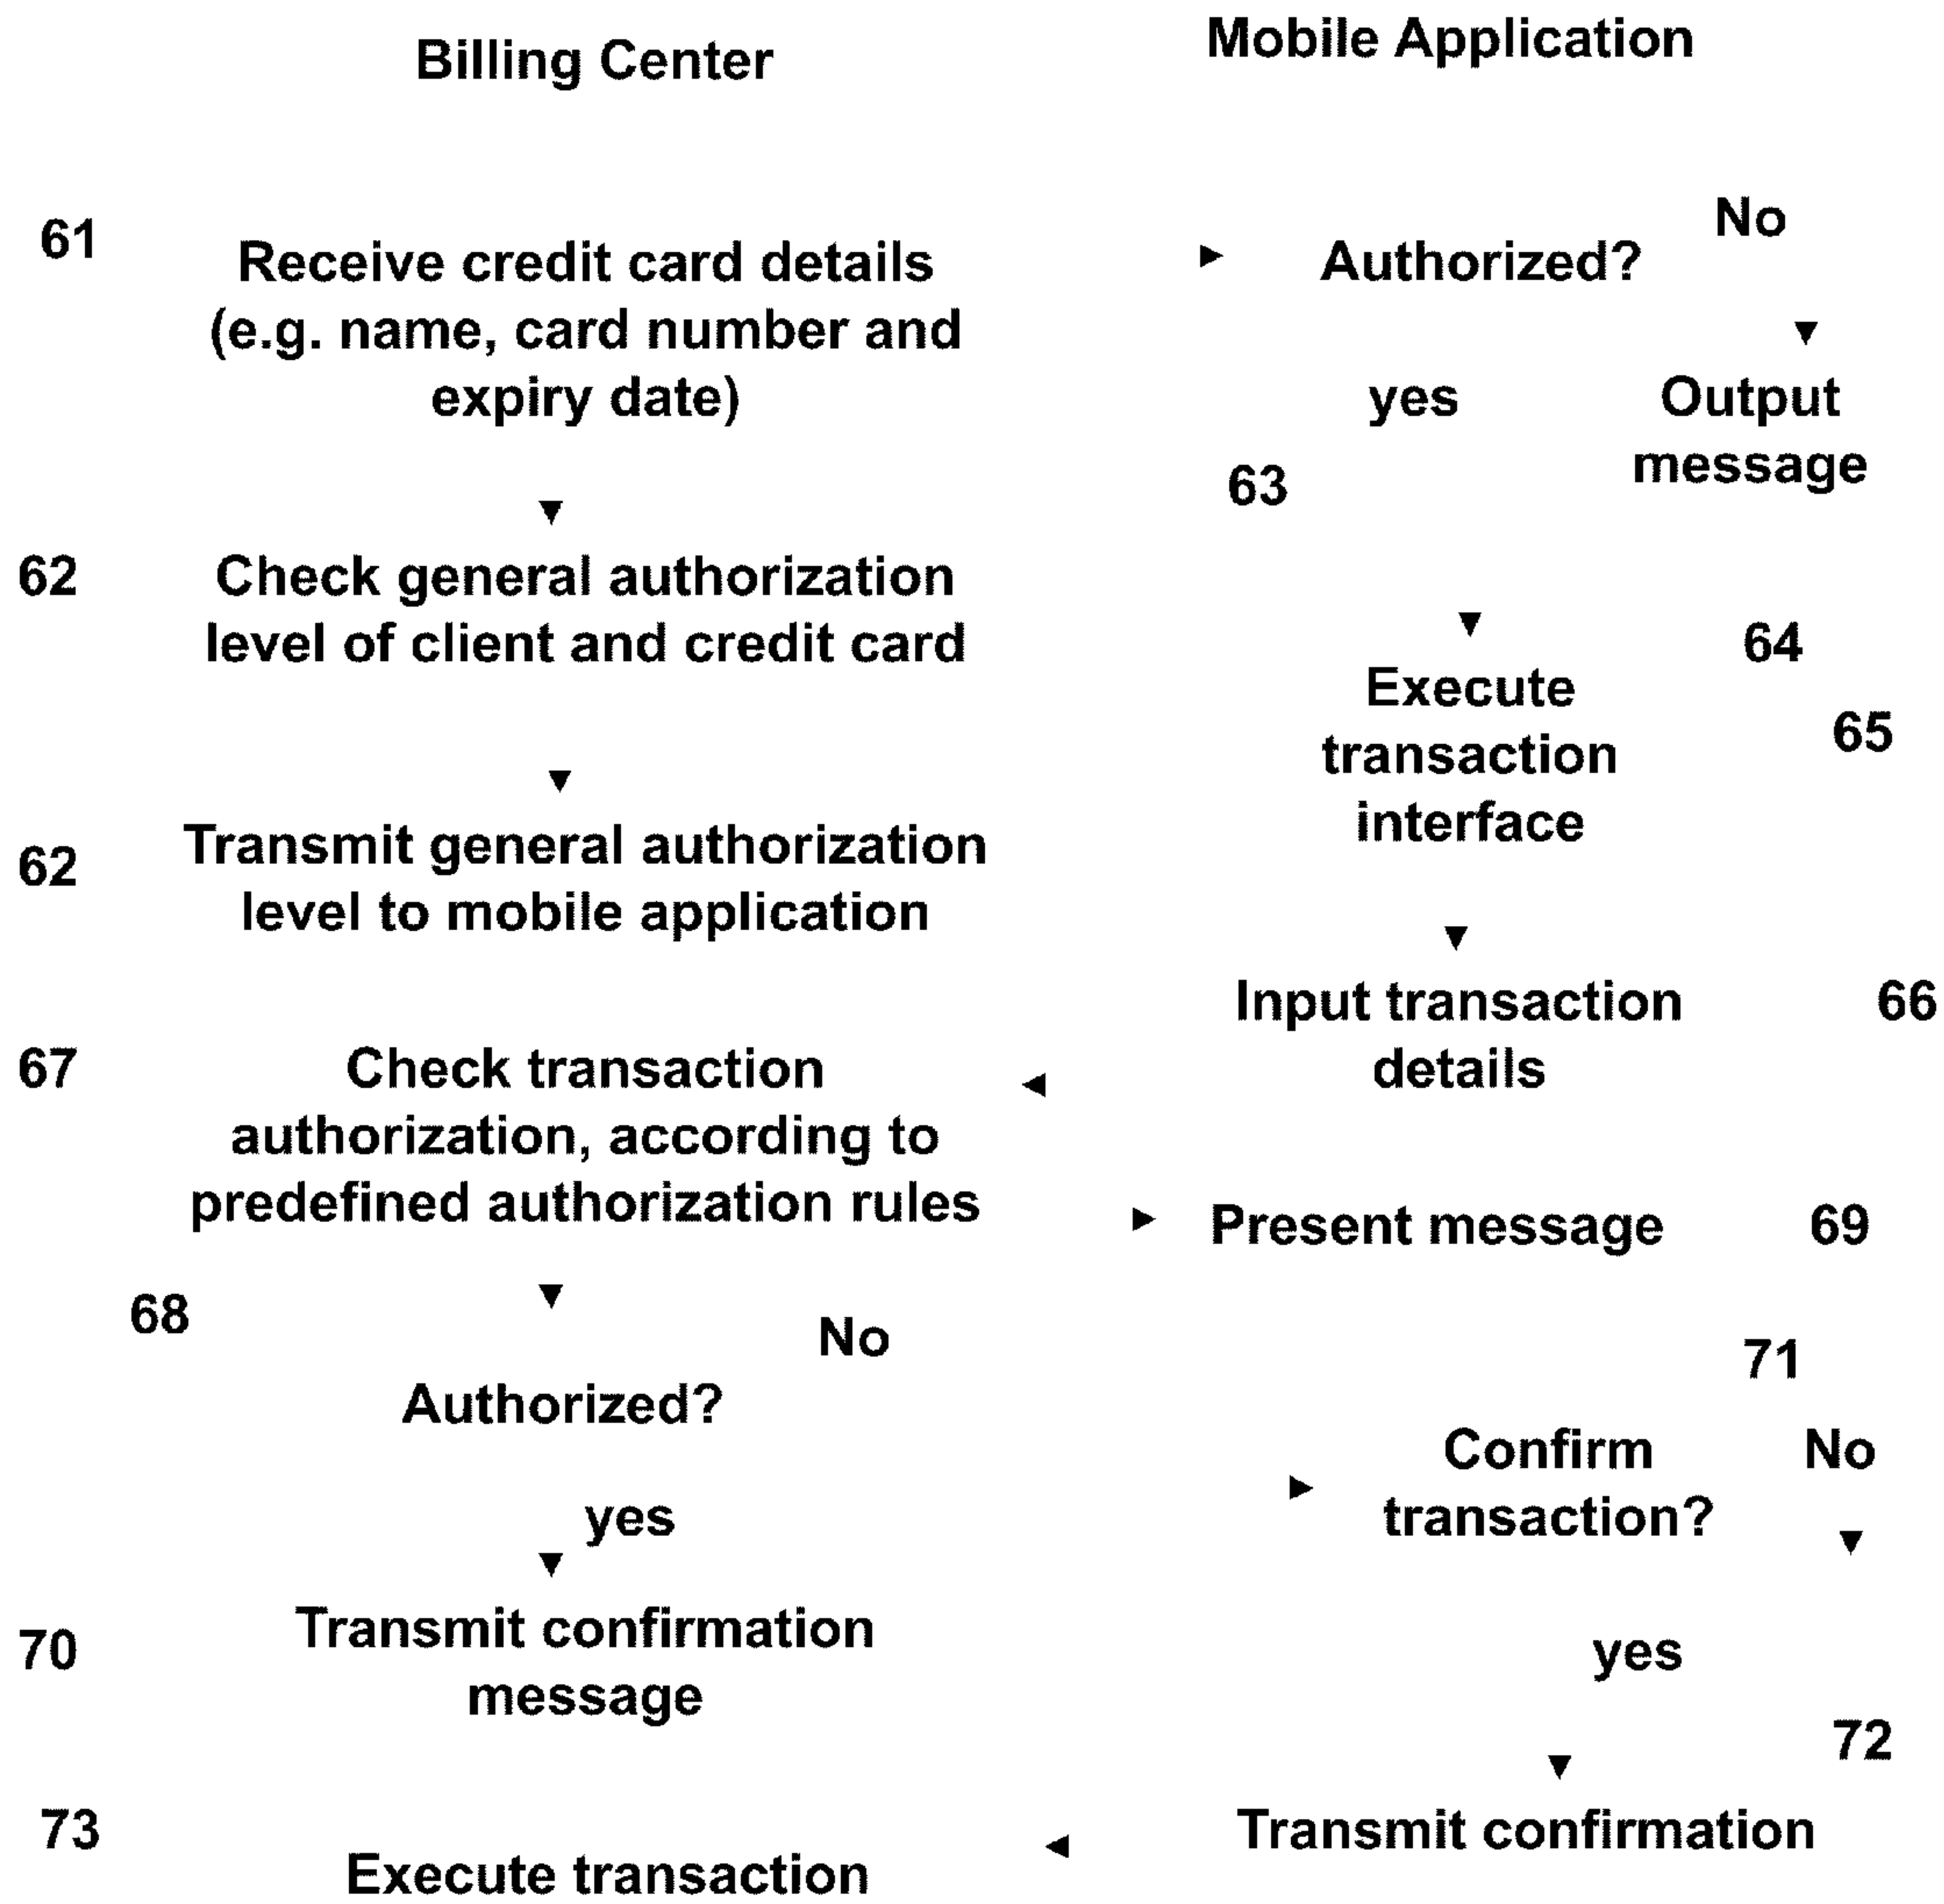 Billing Center
Mobile Application
61
Receive credit card details
(e.g. name, card number and
expiry date)
62
Check general authorization
level of client and credit card
62
Transmit general authorization
level to mobile application
Authorized?
No
yes
Output
message
63
64
Execute
transaction
interface
65
Input transaction
details
66
67
Check transaction
authorization, according to
predefined authorization rules
Present message
69
68
No
Authorized?
yes
71
Confirm
transaction?
No
yes
70
Transmit confirmation
message
72
Transmit confirmation
73
Execute transaction